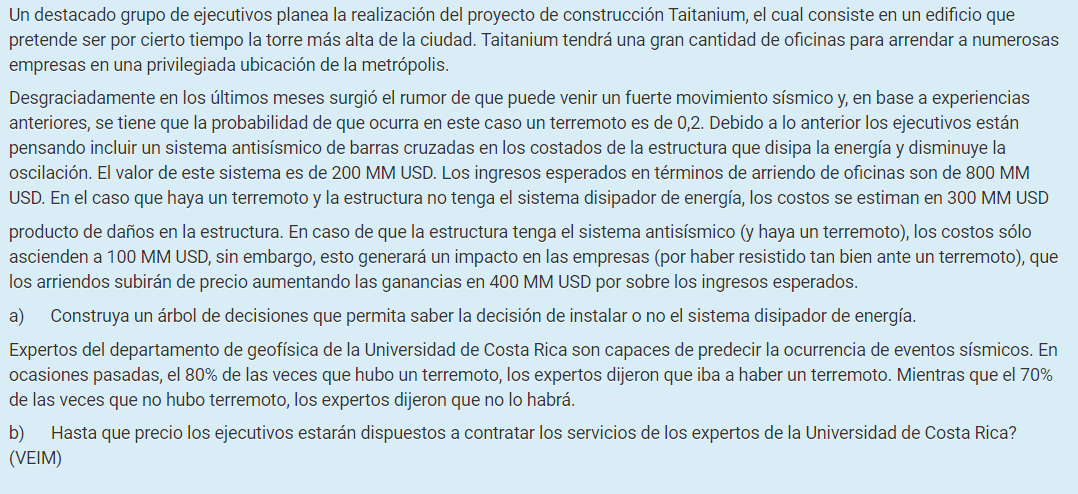 Un destacado grupo de ejecutivos planea la realización del proyecto de construcción Taitanium, el cual consiste en un edificio que
pretende ser por cierto tiempo la torre más alta de la ciudad. Taitanium tendrá una gran cantidad de oficinas para arrendar a numerosas
empresas en una privilegiada ubicación de la metrópolis.
Desgraciadamente en los últimos meses surgió el rumor de que puede venir un fuerte movimiento sísmico y, en base a experiencias
anteriores, se tiene que la probabilidad de que ocurra en este caso un terremoto es de 0,2. Debido a lo anterior los ejecutivos están
pensando incluir un sistema antisísmico de barras cruzadas en los costados de la estructura que disipa la energía y disminuye la
oscilación. El valor de este sistema es de 200 MM USD. Los ingresos esperados en términos de arriendo de oficinas son de 800 MM
USD. En el caso que haya un terremoto y la estructura no tenga el sistema disipador de energía, los costos se estiman en 300 MM USD
producto de daños en la estructura. En caso de que la estructura tenga el sistema antisísmico (y haya un terremoto), los costos sólo
ascienden a 100 MM USD, sin embargo, esto generará un impacto en las empresas (por haber resistido tan bien ante un terremoto), que
los arriendos subirán de precio aumentando las ganancias en 400 MM USD por sobre los ingresos esperados.
a) Construya un árbol de decisiones que permita saber la decisión de instalar o no el sistema disipador de energía.
Expertos del departamento de geofísica de la Universidad de Costa Rica son capaces de predecir la ocurrencia de eventos sísmicos. En
ocasiones pasadas, el 80% de las veces que hubo un terremoto, los expertos dijeron que iba a haber un terremoto. Mientras que el 70%
de las veces que no hubo terremoto, los expertos dijeron que no lo habrá.
b) Hasta que precio los ejecutivos estarán dispuestos a contratar los servicios de los expertos de la Universidad de Costa Rica?
(VEIM)